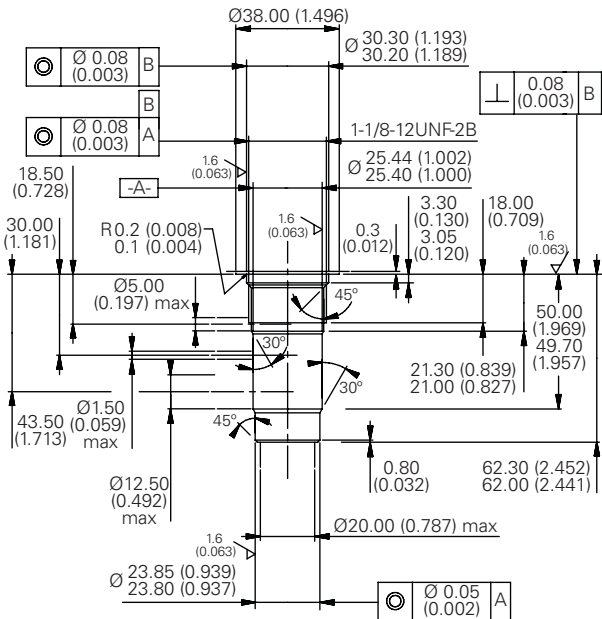 Ø38.00 (1.496)
Ø 30.30 (1.193)
30.20 (1.189)
Ø 0.08
(0.003)
B
0.08
(0.003)
B
B
Ø 0.08
(0.003)
A
1-1/8-12UNF-2B
1.6
(0.063)
Ø 25.44 (1.002)
25.40 (1.000)
18.50
(0.728)
-A-
1.6
(0.063)
3.30
(0.130)
3.05
(0.120)
18.00
(0.709)
30.00
(1.181)
R0.2 (0.008)
0.1 (0.004)
0.3
(0.012)
1.6
(0.063)
Ø5.00
(0.197) max
45°
50.00
(1.969)
49.70
(1.957)
30°
30°
21.30 (0.839)
21.00 (0.827)
43.50
(1.713)
Ø1.50
(0.059)
max
45°
Ø12.50
(0.492)
max
0.80
(0.032)
62.30 (2.452)
62.00 (2.441)
Ø20.00 (0.787) max
1.6
(0.063)
Ø 23.85 (0.939)
23.80 (0.937)
Ø 0.05
(0.002)
A